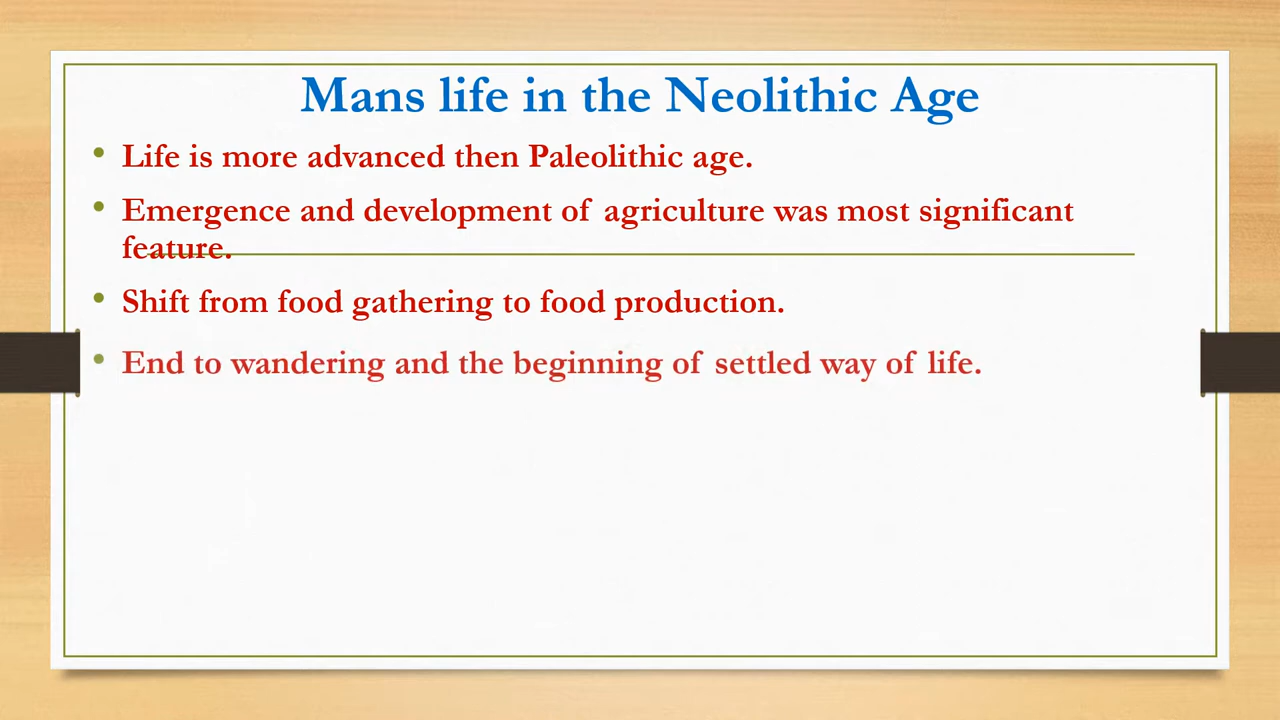 Mans life in the Neolithic Age
• Life is more advanced then Paleolithic age.
• Emergence and development of agriculture was most significant
feature.
• Shift from food gathering to food production.
• End to wandering and the beginning of settled way of life.